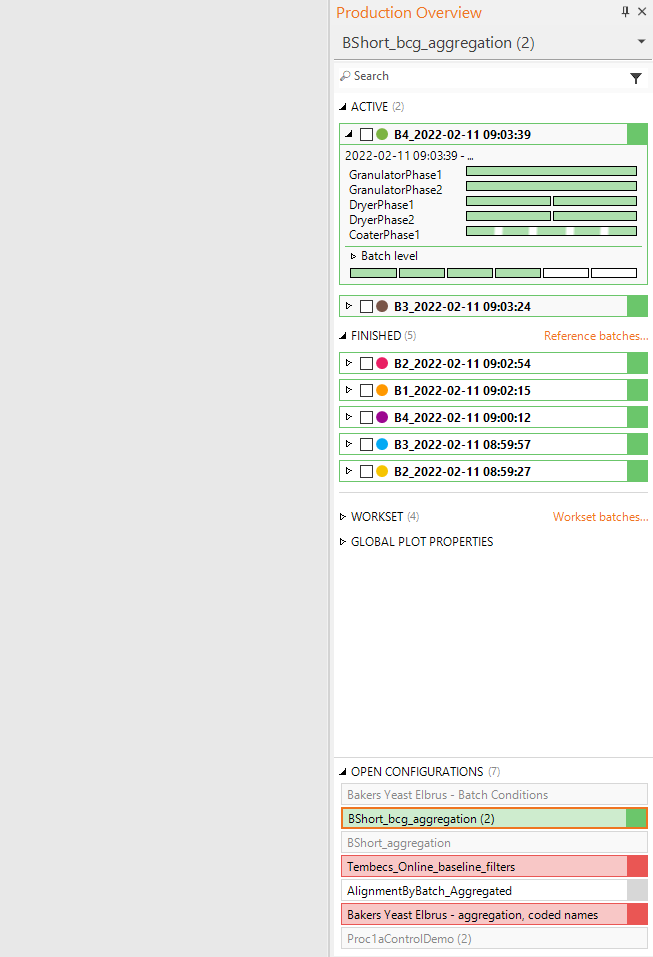 Production Overview
BShort_bcg_aggregation (2)
Search
ACTIVE (2)
B4_2022-02-11 09:03:39
2022-02-11 09:03:39 - ...
GranulatorPhase1
GranulatorPhase2
DryerPhase1
DryerPhase2
CoaterPhase1
Batch level
B3_2022-02-11 09:03:24
FINISHED (5) Reference batches...
B2_2022-02-11 09:02:54
B1_2022-02-11 09:02:15
B4_2022-02-11 09:00:12
B3_2022-02-11 08:59:57
B2_2022-02-11 08:59:27
WORKSET (4) Workset batches...
GLOBAL PLOT PROPERTIES
OPEN CONFIGURATIONS (7)
Bakers Yeast Elbrus - Batch Conditions
BShort_bcg_aggregation (2)
BShort_aggregation
Tembecs_Online_baseline_filters
AlignmentByBatch_Aggregated
Bakers Yeast Elbrus - aggregation, coded names
Proc1aControlDemo (2)